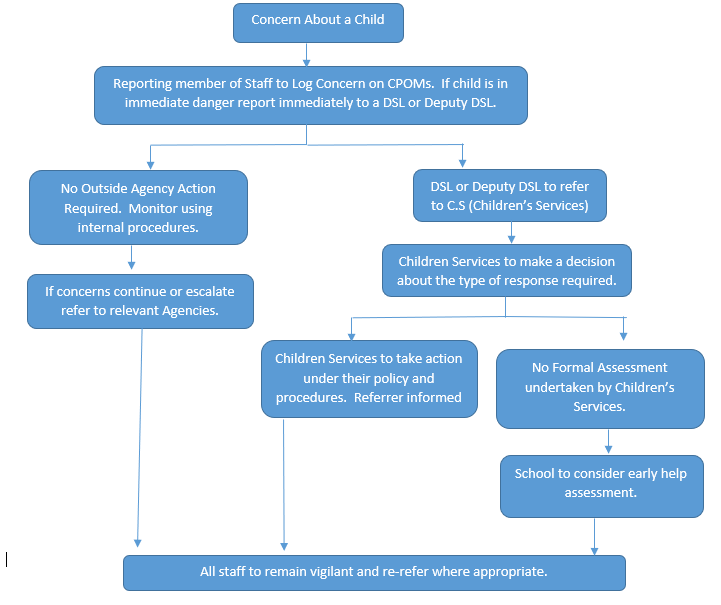 Concern About a Child
Reporting member of Staff to Log Concern on CPOMs. If child is in
immediate danger report immediately to a DSL or Deputy DSL.
No Outside Agency Action
Required. Monitor using
internal procedures.
DSL or Deputy DSL to refer
to C.S (Children's Services)
If concerns continue or escalate
refer to relevant Agencies.
Children Services to make a decision
about the type of response required.
Children Services to take action
under their policy and
procedures. Referrer informed
No Formal Assessment
undertaken by Children's
Services.
School to consider early help
assessment.
All staff to remain vigilant and re-refer where appropriate.